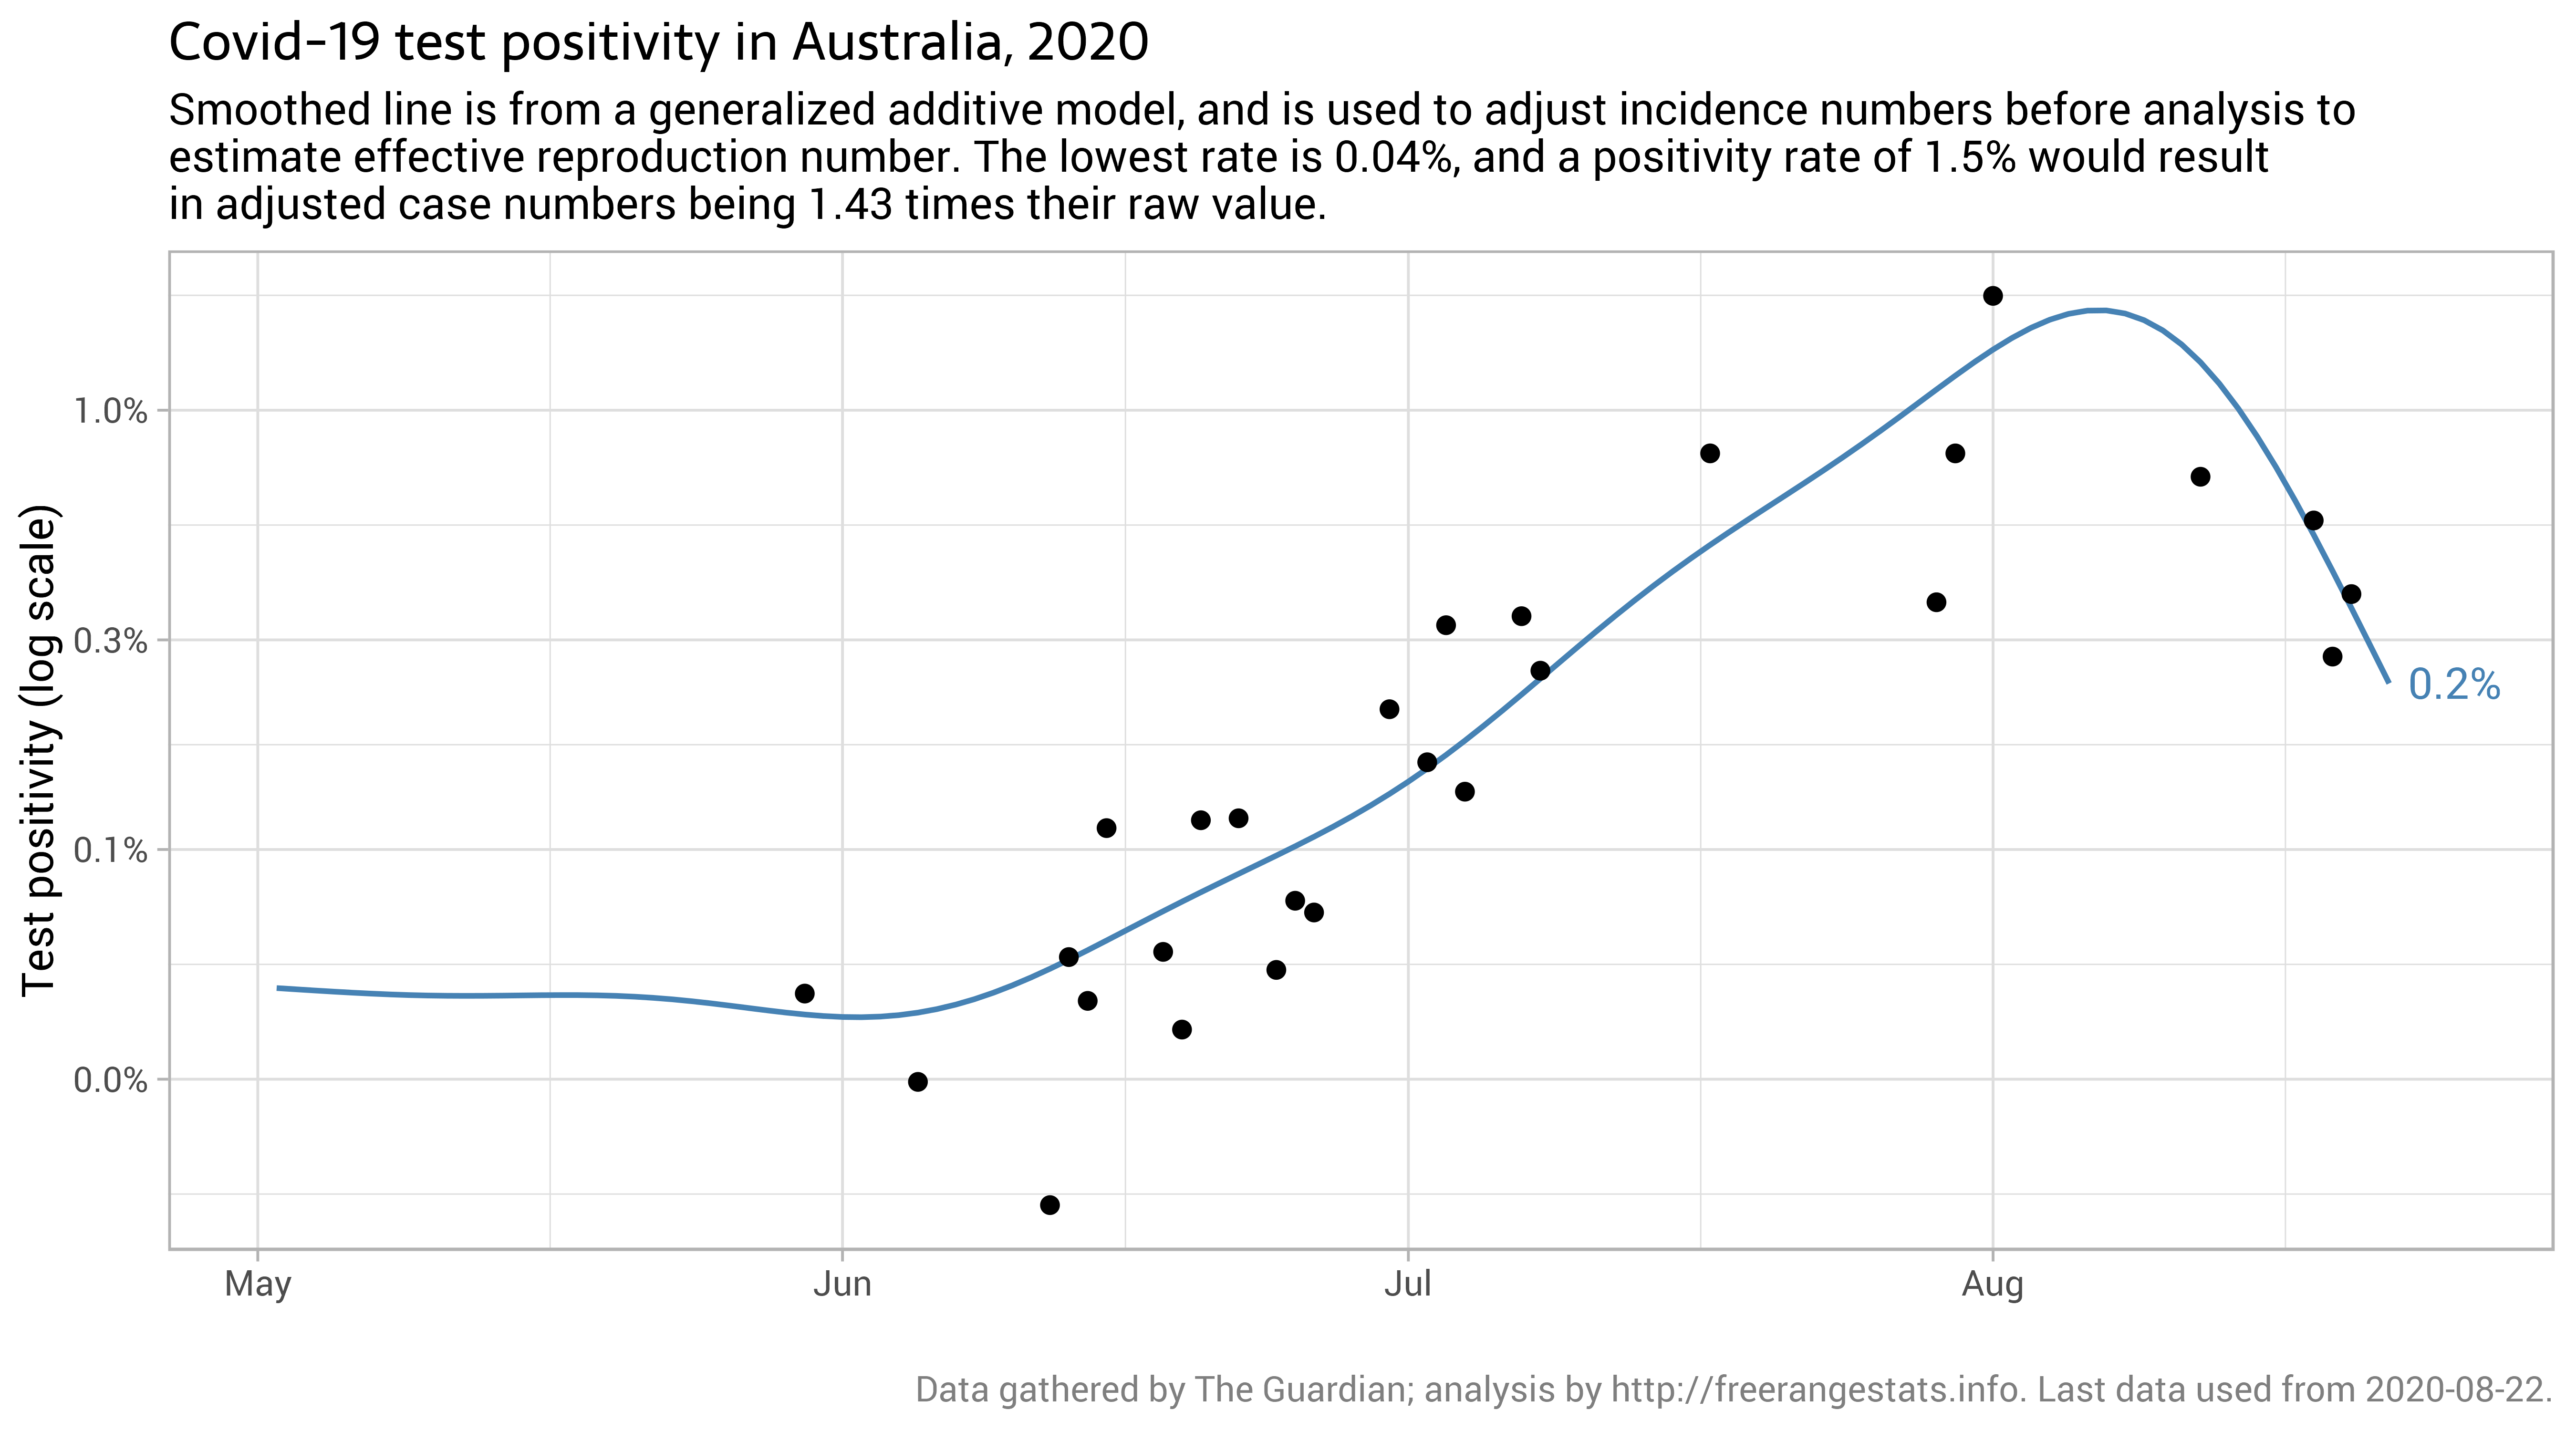 Covid-19 test positivity in Australia, 2020
Smoothed line is from a generalized additive model, and is used to adjust incidence numbers before analysis to
estimate effective reproduction number. The lowest rate is 0.04%, and a positivity rate of 1.5% would result
in adjusted case numbers being 1.43 times their raw value.
Test positivity (log scale)
1.0%
0.3%
0.1%
0.0%
0.2%
May
Jun
Jul
Aug
Data gathered by The Guardian; analysis by http://freerangestats.info. Last data used from 2020-08-22.